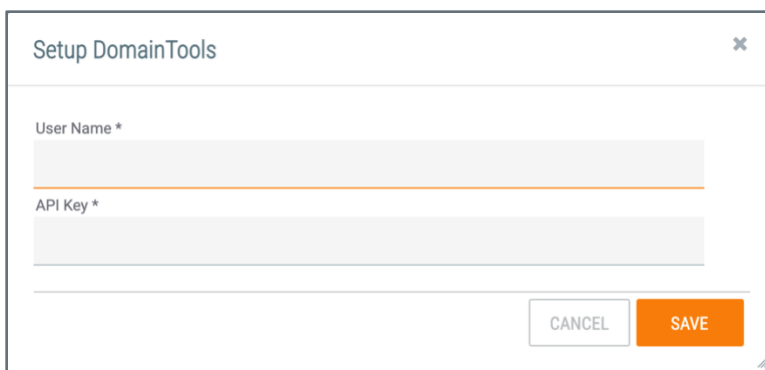 Setup DomainTools
User Name *
API Key *
CANCEL
SAVE